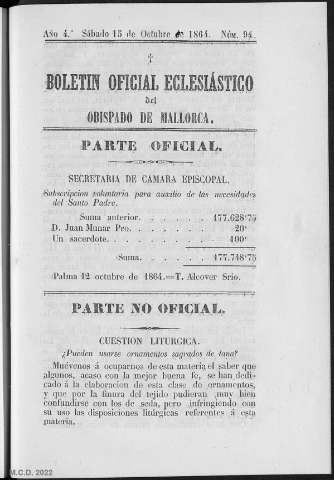 Año 4.° Sábado 15 de Octubre de 1864. Núm. 94.
BOLETIN OFICIAL ECLESIÁSTICO
del
OBISPADO DE MALLORCA.
PARTE OFICIAL.
SECRETARIA DE CAMARA EPISCOPAL.
Subscripcion voluntaria para auxilio de las necesidades
del Santo Padre.
Suma anterior. . . . . . . . 177.628'75
D. Juan Munar Pro. . . . . . . . . 20'
Un sacerdote. . . . . . . . . . . 100'
Suma. . . . . . . . . . 177.748'75
Palma 12 octubre de 1864.=T. Alcover Srio.
PARTE NO OFICIAL.
CUESTION LITURGICA.
¿Pueden usarse ornamentos sagrados de lana?
Muévenos á ocuparnos de esta materia el saber que
algunos, acaso con la mejor buena fe, se han dedi-
cado á la elaboracion de esta clase de ornamentos,
y que por la finura del tejido pudieran muy bien
confundirse con los de seda, pero infringiendo con
su uso las disposiciones litúrgicas referentes á esta
materia.
M.C.D. 2022